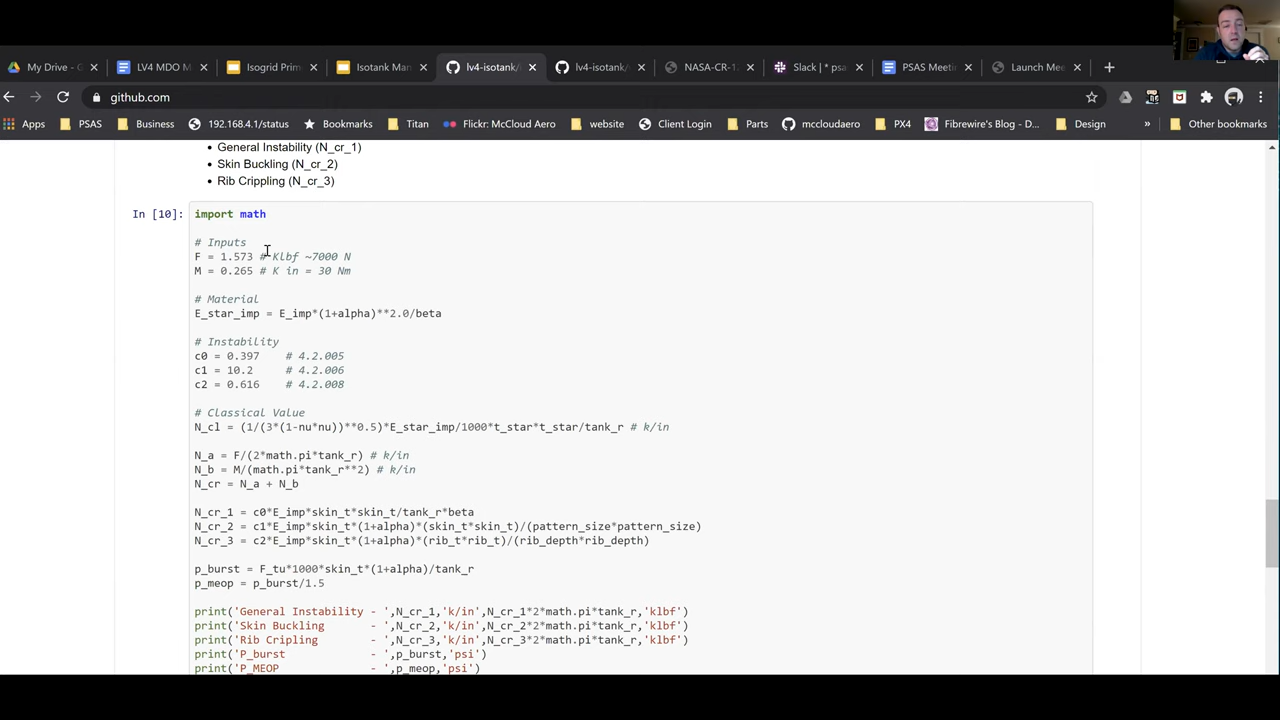 My Drive - G
LV4 MDO M
Isogrid Prim
Isotank Man
lv4-isotank/i
lv4-isotank/
NASA-CR-12
Slack | * psa
PSAS Meeti
Launch Mee
github.com
Apps
PSAS
Business
192.168.4.1/status
Bookmarks
Titan
Flickr: McCloud Aero
website
Client Login
Parts
mccloudaero
PX4
Fibrewire's Blog - D...
Design
»
Other bookmarks
• General Instability (N_cr_1)
• Skin Buckling (N_cr_2)
• Rib Crippling (N_cr_3)
In [10]: import math
# Inputs
F = 1.573 # Klbf ~7000 N
M = 0.265 # K in = 30 Nm
# Material
E_star_imp = E_imp*(1+alpha)**2.0/beta
# Instability
c0 = 0.397 # 4.2.005
c1 = 10.2 # 4.2.006
c2 = 0.616 # 4.2.008
# Classical Value
N_cl = (1/(3*(1-nu*nu))**0.5)*E_star_imp/1000*t_star*t_star/tank_r # k/in
N_a = F/(2*math.pi*tank_r) # k/in
N_b = M/(math.pi*tank_r**2) # k/in
N_cr = N_a + N_b
N_cr_1 = c0*E_imp*skin_t*skin_t/tank_r*beta
N_cr_2 = c1*E_imp*skin_t*(1+alpha)*(skin_t*skin_t)/(pattern_size*pattern_size)
N_cr_3 = c2*E_imp*skin_t*(1+alpha)*(rib_t*rib_t)/(rib_depth*rib_depth)
p_burst = F_tu*1000*skin_t*(1+alpha)/tank_r
p_meop = p_burst/1.5
print('General Instability - ',N_cr_1,'k/in',N_cr_1*2*math.pi*tank_r,'klbf')
print('Skin Buckling - ',N_cr_2,'k/in',N_cr_2*2*math.pi*tank_r,'klbf')
print('Rib Cripling - ',N_cr_3,'k/in',N_cr_3*2*math.pi*tank_r,'klbf')
print('P_burst - ',p_burst,'psi')
print('P_MEOP - ',p_meop,'psi')